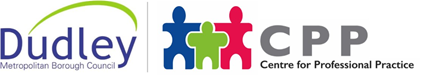 Dudley
Metropolitan Borough Council
CPP
Centre for Professional Practice